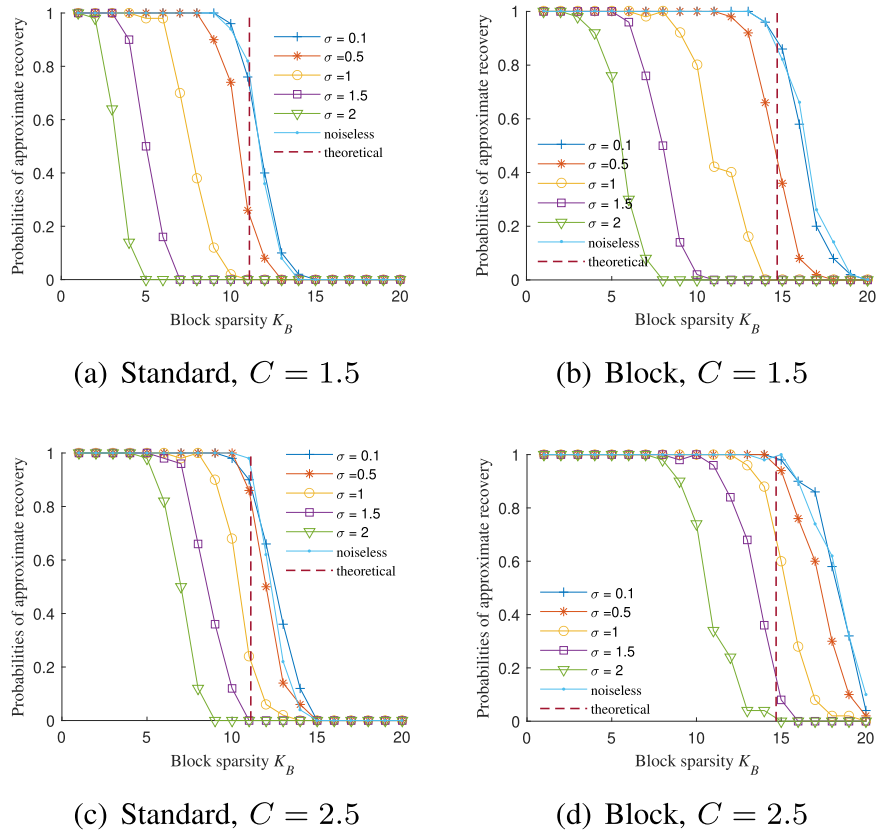 Probabilities of approximate recovery
1
0.8
0.6
0.4
0.2
0
0
5
10
15
20
Block sparsity K_B
σ = 0.1
σ =0.5
σ =1
σ = 1.5
σ = 2
noiseless
theoretical
(a) Standard, C = 1.5
Probabilities of approximate recovery
1
0.8
0.6
0.4
0.2
0
0
5
10
15
20
Block sparsity K_B
σ = 0.1
σ =0.5
σ =1
σ = 1.5
σ = 2
noiseless
theoretical
(b) Block, C = 1.5
Probabilities of approximate recovery
1
0.8
0.6
0.4
0.2
0
0
5
10
15
20
Block sparsity K_B
σ = 0.1
σ =0.5
σ =1
σ = 1.5
σ = 2
noiseless
theoretical
(c) Standard, C = 2.5
Probabilities of approximate recovery
1
0.8
0.6
0.4
0.2
0
0
5
10
15
20
Block sparsity K_B
σ = 0.1
σ =0.5
σ =1
σ = 1.5
σ = 2
noiseless
theoretical
(d) Block, C = 2.5